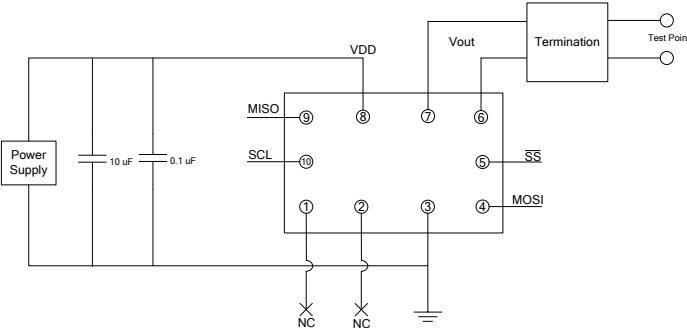 VDD
Vout
Termination
Test Poin
MISO
9
8
7
6
Power
Supply
10 uF
0.1 uF
SCL
10
5
SS
1
2
3
4
MOSI
NC
NC